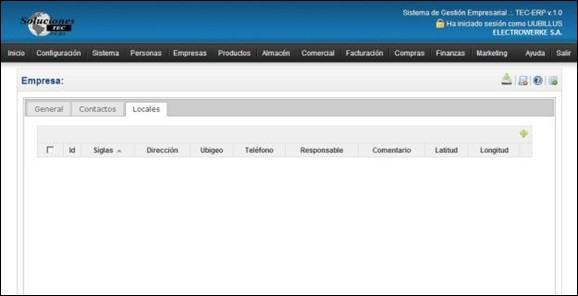 Soluciones
TEC
Sistema de Gestión Empresarial :: TEC-ERP v.1.0
Ha iniciado sesión como UUBILLUS
ELECTROWERKE S.A.
Inicio Configuración Sistema Personas Empresas Productos Almacén Comercial Facturación Compras Finanzas Marketing Ayuda Salir
Empresa:
General Contactos Locales
Id Siglas Dirección Ubigeo Teléfono Responsable Comentario Latitud Longitud